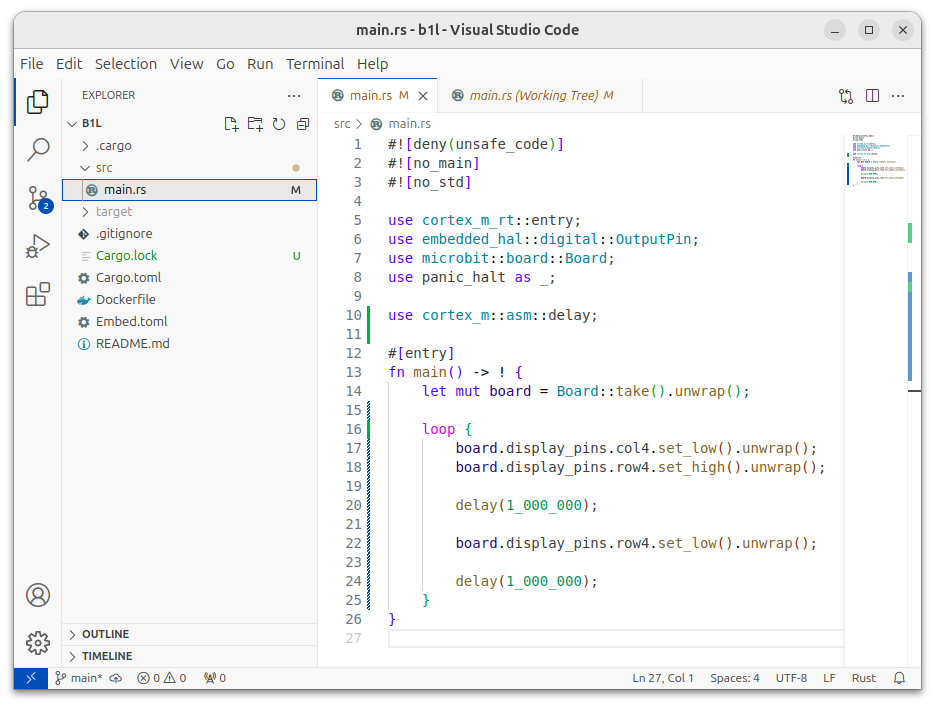 main.rs - b1l - Visual Studio Code
File Edit Selection View Go Run Terminal Help
EXPLORER
B1L
.cargo
src
main.rs M
target
.gitignore
Cargo.lock U
Cargo.toml
Dockerfile
Embed.toml
README.md
OUTLINE
TIMELINE
2
main.rs M
main.rs (Working Tree) M
src > main.rs
1 #![deny(unsafe_code)]
2 #![no_main]
3 #![no_std]
4
5 use cortex_m_rt::entry;
6 use embedded_hal::digital::OutputPin;
7 use microbit::board::Board;
8 use panic_halt as _;
9
10 use cortex_m::asm::delay;
11
12 #[entry]
13 fn main() -> ! {
14     let mut board = Board::take().unwrap();
15
16     loop {
17         board.display_pins.col4.set_low().unwrap();
18         board.display_pins.row4.set_high().unwrap();
19
20         delay(1_000_000);
21
22         board.display_pins.row4.set_low().unwrap();
23
24         delay(1_000_000);
25     }
26 }
27
main* 0 0 0 Ln 27, Col 1 Spaces: 4 UTF-8 LF Rust